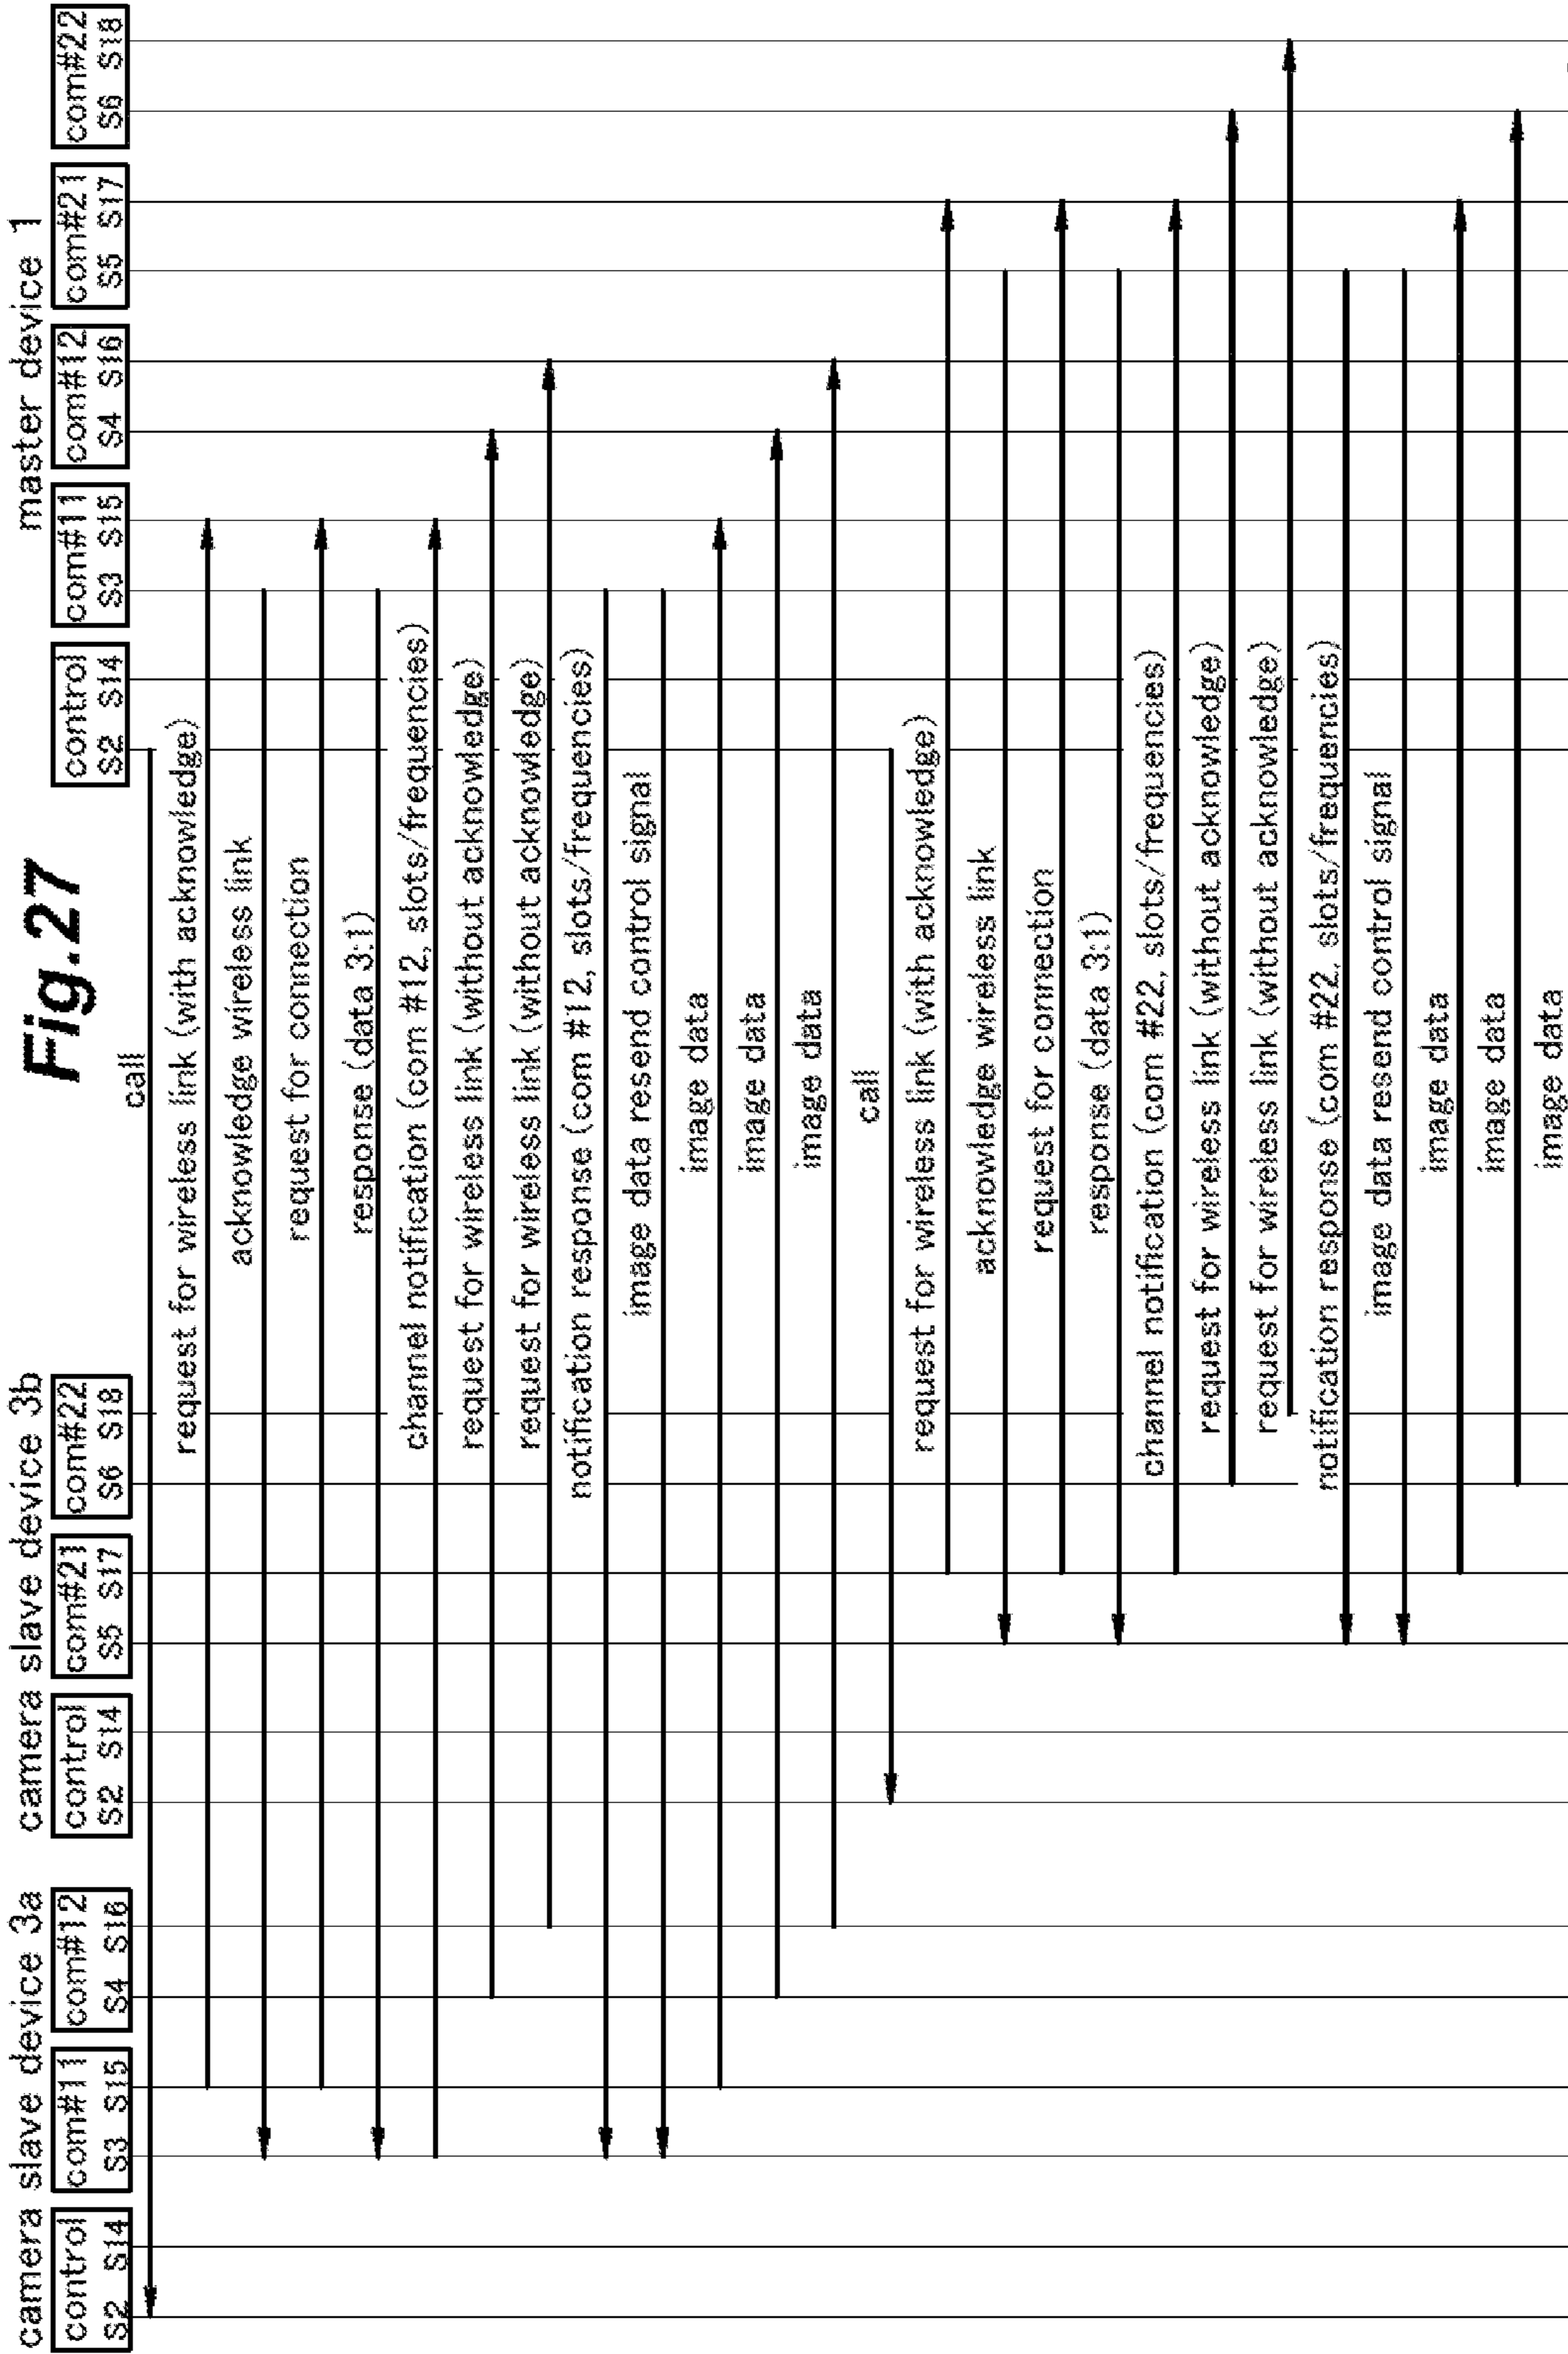 Fig.27
camera slave device 3a
camera slave device 3b
master device 1
control
S2 S14
com#11
S3 S15
com#12
S4 S16
control
S2 S14
com#21
S5 S17
com#22
S6 S18
control
S2 S14
com#11
S3 S15
com#12
S4 S16
com#21
S5 S17
com#22
S6 S18
call
request for wireless link (with acknowledge)
acknowledge wireless link
request for connection
response (data 3:1)
channel notification (com #12, slots/frequencies)
request for wireless link (without acknowledge)
request for wireless link (without acknowledge)
notification response (com #12, slots/frequencies)
image data resend control signal
image data
image data
image data
call
request for wireless link (with acknowledge)
acknowledge wireless link
request for connection
response (data 3:1)
channel notification (com #22, slots/frequencies)
request for wireless link (without acknowledge)
request for wireless link (without acknowledge)
notification response (com #22, slots/frequencies)
image data resend control signal
image data
image data
image data